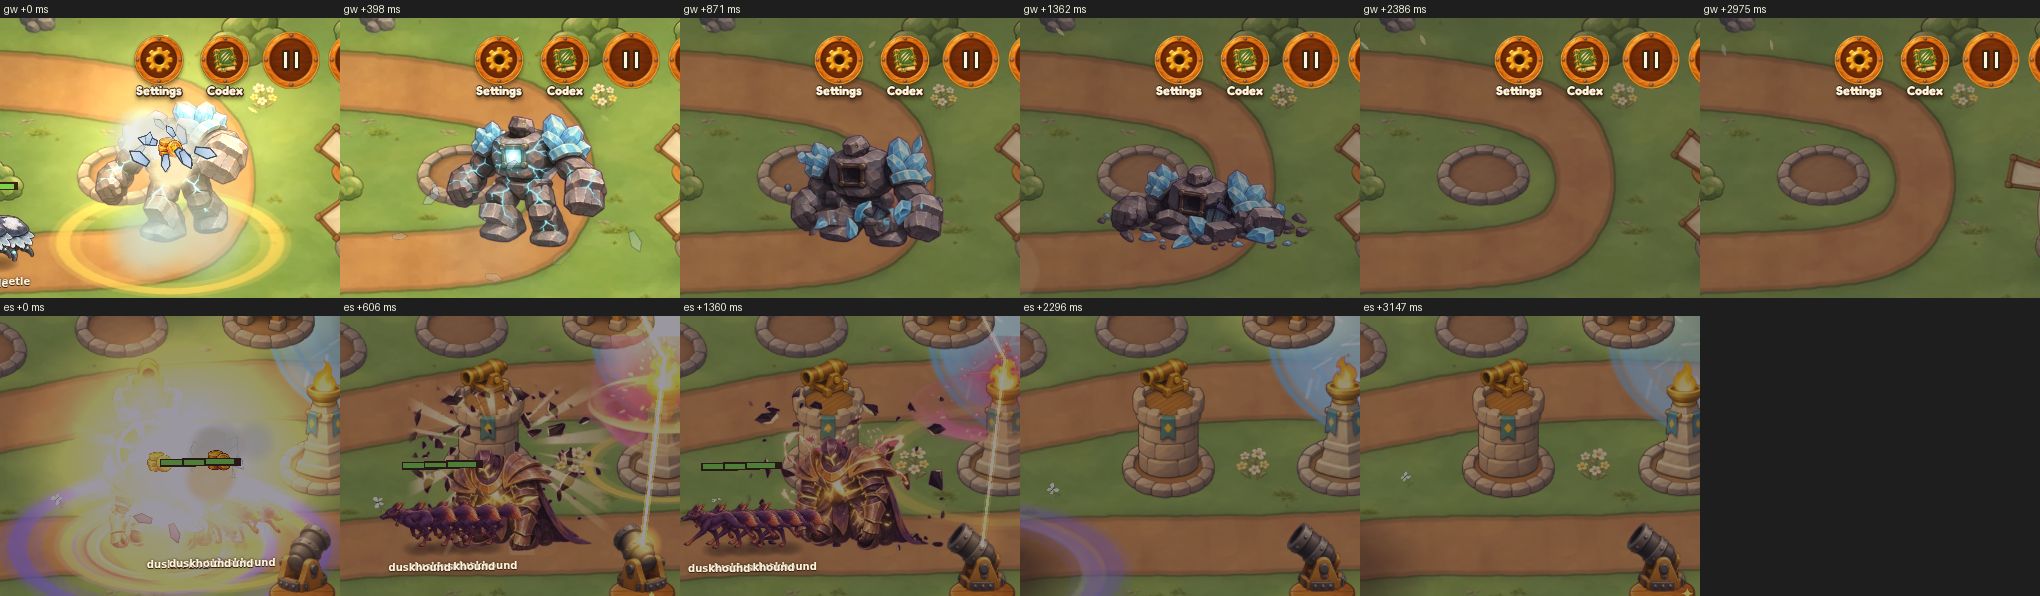 gw +0 ms
gw +398 ms
gw +871 ms
gw +1362 ms
gw +2386 ms
gw +2975 ms
Settings Codex
Settings Codex
Settings Codex
Settings Codex
Settings Codex
Settings Codex
eetle
es +0 ms
es +606 ms
es +1360 ms
es +2296 ms
es +3147 ms